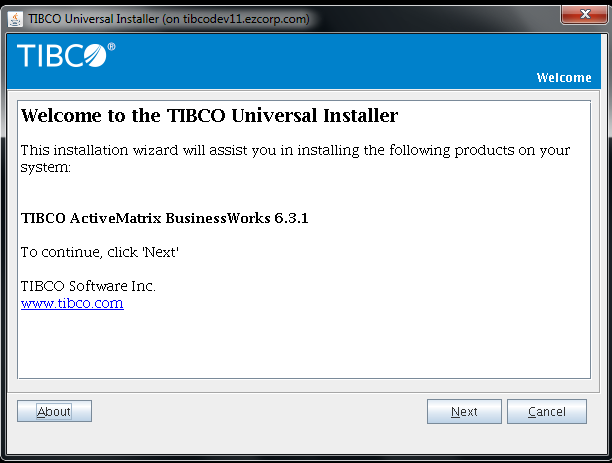 TIBCO Universal Installer (on tibcodev11.ezcorp.com)
TIBCO®
Welcome
Welcome to the TIBCO Universal Installer
This installation wizard will assist you in installing the following products on your
system:
TIBCO ActiveMatrix BusinessWorks 6.3.1
To continue, click 'Next'
TIBCO Software Inc.
www.tibco.com
About
Next
Cancel